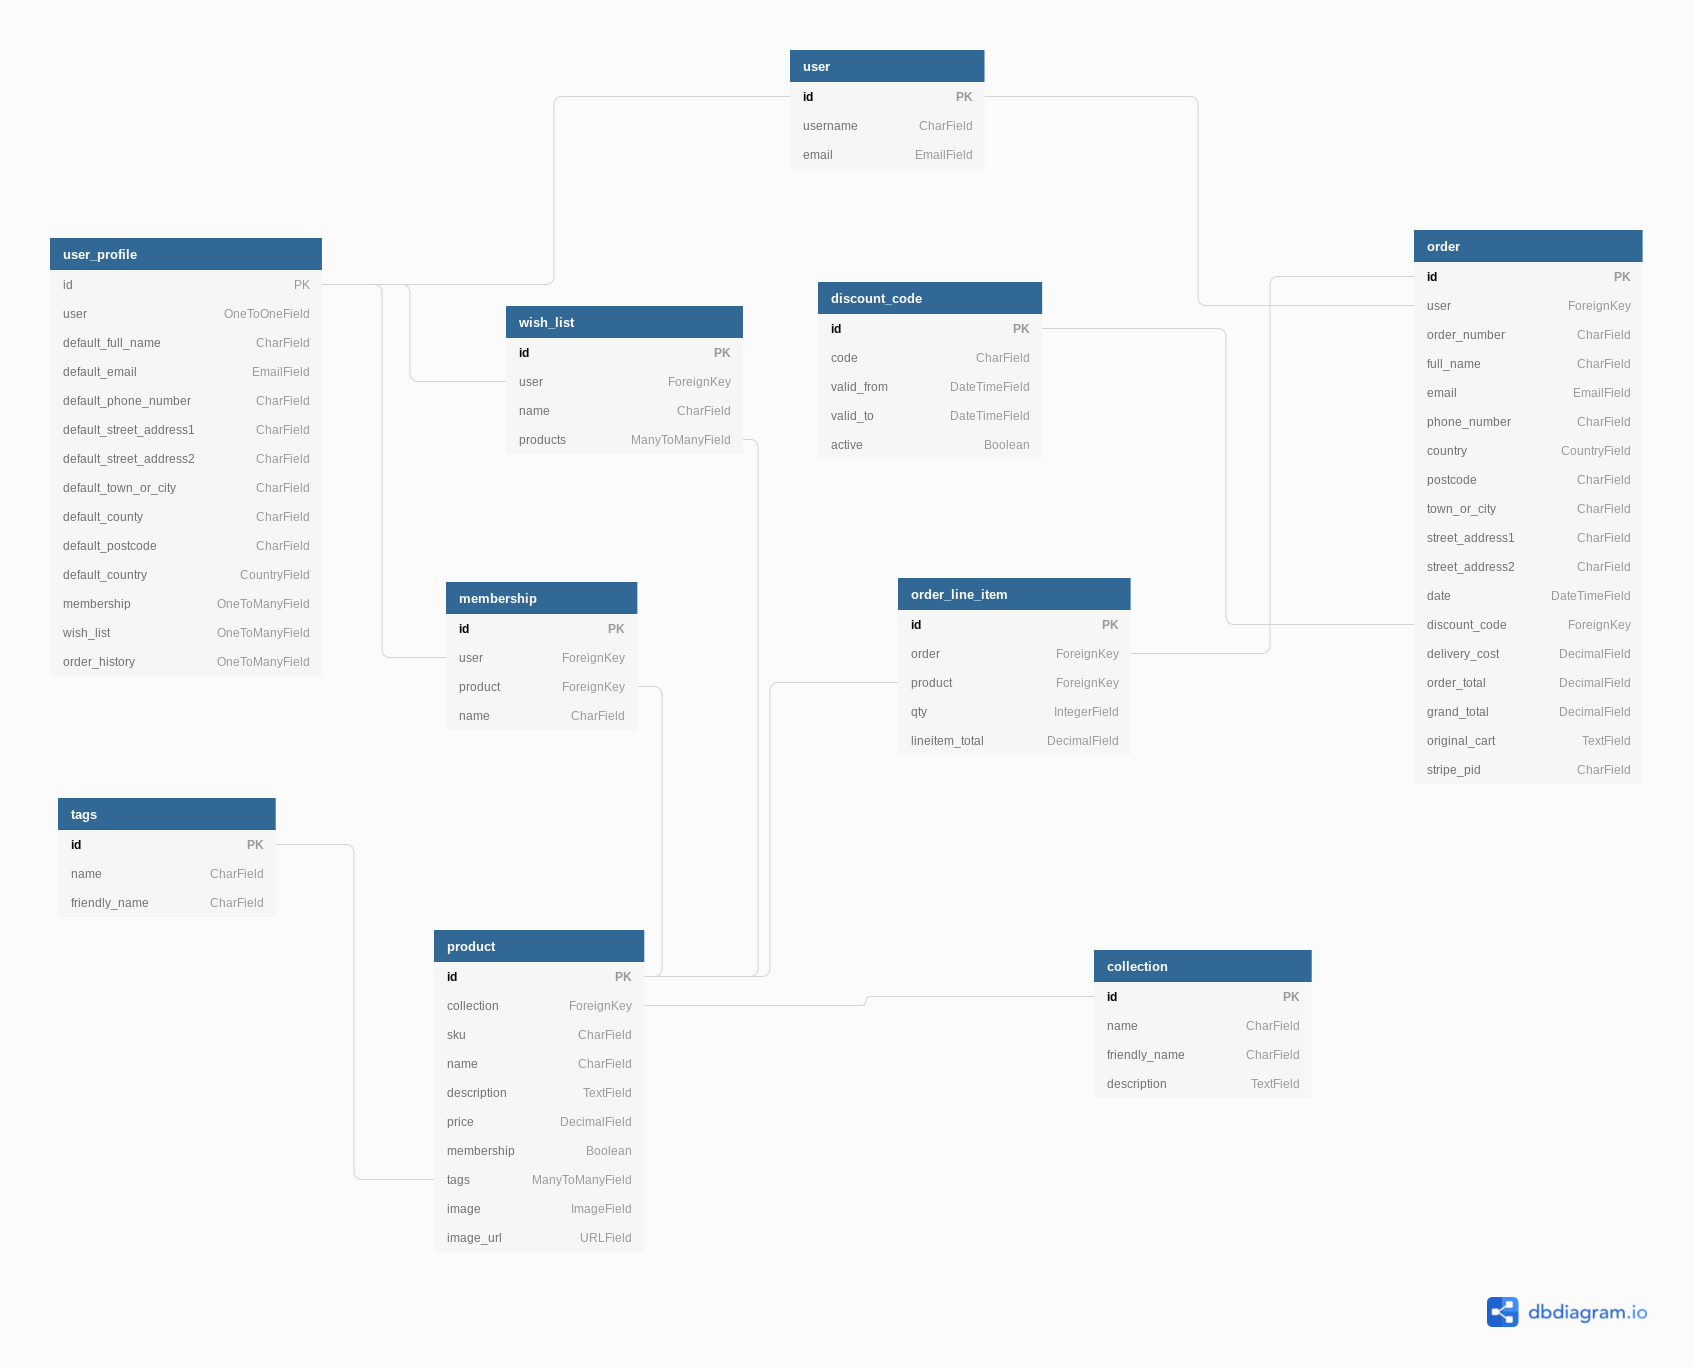 user
id PK
username CharField
email EmailField
user_profile
id PK
user OneToOneField
default_full_name CharField
default_email EmailField
default_phone_number CharField
default_street_address1 CharField
default_street_address2 CharField
default_town_or_city CharField
default_county CharField
default_postcode CharField
default_country CountryField
membership OneToManyField
wish_list OneToManyField
order_history OneToManyField
wish_list
id PK
user ForeignKey
name CharField
products ManyToManyField
discount_code
id PK
code CharField
valid_from DateTimeField
valid_to DateTimeField
active Boolean
order
id PK
user ForeignKey
order_number CharField
full_name CharField
email EmailField
phone_number CharField
country CountryField
postcode CharField
town_or_city CharField
street_address1 CharField
street_address2 CharField
date DateTimeField
discount_code ForeignKey
delivery_cost DecimalField
order_total DecimalField
grand_total DecimalField
original_cart TextField
stripe_pid CharField
membership
id PK
user ForeignKey
product ForeignKey
name CharField
order_line_item
id PK
order ForeignKey
product ForeignKey
qty IntegerField
lineitem_total DecimalField
tags
id PK
name CharField
friendly_name CharField
product
id PK
collection ForeignKey
sku CharField
name CharField
description TextField
price DecimalField
membership Boolean
tags ManyToManyField
image ImageField
image_url URLField
collection
id PK
name CharField
friendly_name CharField
description TextField
dbdiagram.io